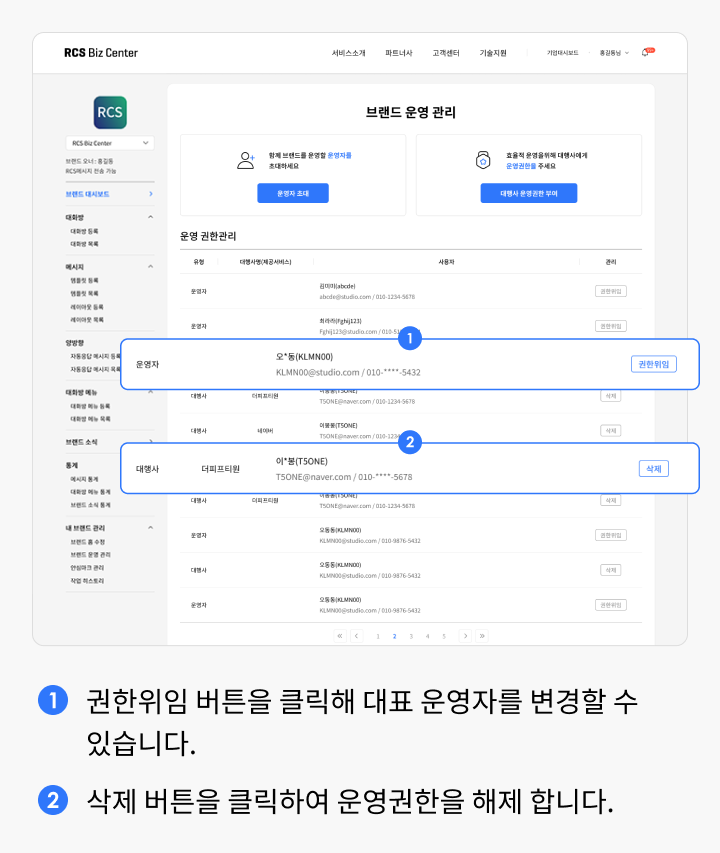 RCS Biz Center
서비스소개 파트너사 고객센터 기술지원 기업대시보드 홍길동님
RCS
RCS Biz Center
브랜드 오너 : 홍길동
RCS메시지 전송 가능
브랜드 대시보드
대화방
대화방 등록
대화방 목록
메시지
템플릿 등록
템플릿 목록
레이아웃 등록
레이아웃 목록
양방향
자동응답 메시지 등록
자동응답 메시지 목록
대화방 메뉴
대화방 메뉴 등록
대화방 메뉴 목록
브랜드 소식
통계
메시지 통계
대화방 메뉴 통계
브랜드 소식 통계
내 브랜드 관리
브랜드 홈 수정
브랜드 운영 관리
안심마크 관리
작업 히스토리
브랜드 운영 관리
함께 브랜드를 운영할 운영자를
초대하세요
운영자 초대
효율적 운영을위해 대행사에게
운영권한을 주세요
대행사 운영권한 부여
운영 권한관리
유형 대행사명(제공서비스) 사용자 관리
운영자 김미미(abcde) 권한위임
abcde@studio.com / 010-1234-5678
운영자 최라라(Fghij123) 권한위임
Fghij123@studio.com / 010-51
1
운영자 오*동(KLMN00) 권한위임
KLMN00@studio.com / 010-****-5432
대행사 더피프티원 이봉봉(T5ONE) 삭제
T5ONE@naver.com / 010-1234-5678
대행사 네이버 이봉봉(T5ONE) 삭제
T5ONE@naver.com / 010-1234
2
대행사 더피프티원 이*봉(T5ONE) 삭제
T5ONE@naver.com / 010-****-5678
대행사 더피프티원 이봉봉(T5ONE) 삭제
T5ONE@naver.com / 010-1234-5678
운영자 오동동(KLMN00) 권한위임
KLMN00@studio.com / 010-9876-5432
대행사 오동동(KLMN00) 삭제
KLMN00@studio.com / 010-9876-5432
운영자 오동동(KLMN00) 권한위임
KLMN00@studio.com / 010-9876-5432
« < 1 2 3 4 5 > »
1 권한위임 버튼을 클릭해 대표 운영자를 변경할 수
있습니다.
2 삭제 버튼을 클릭하여 운영권한을 해제 합니다.